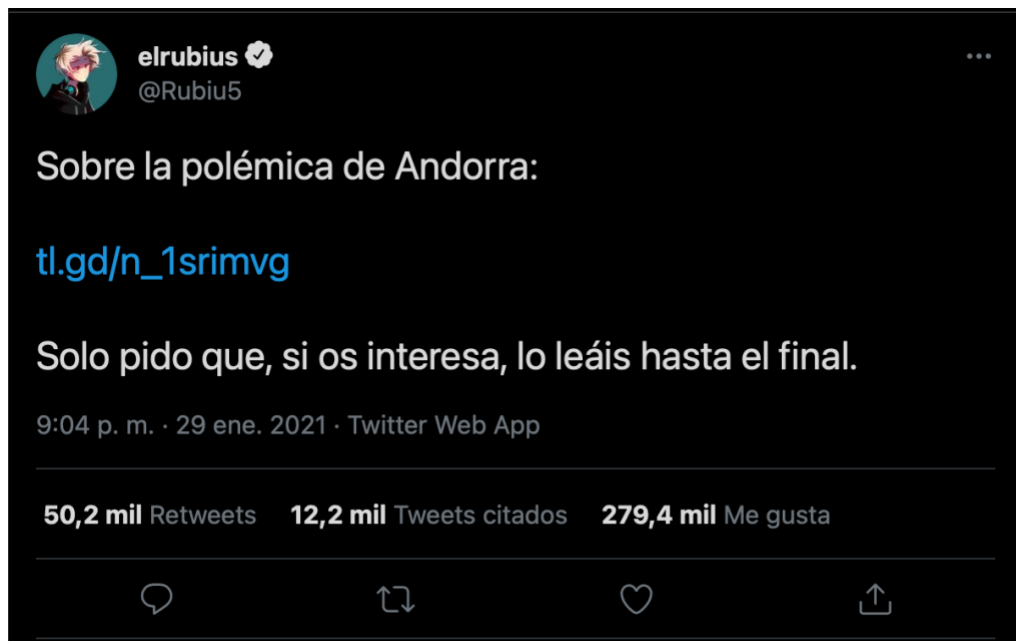 elrubius
@Rubiu5
Sobre la polémica de Andorra:
tl.gd/n_1srimvg
Solo pido que, si os interesa, lo leáis hasta el final.
9:04 p. m. · 29 ene. 2021 · Twitter Web App
50,2 mil Retweets 12,2 mil Tweets citados 279,4 mil Me gusta